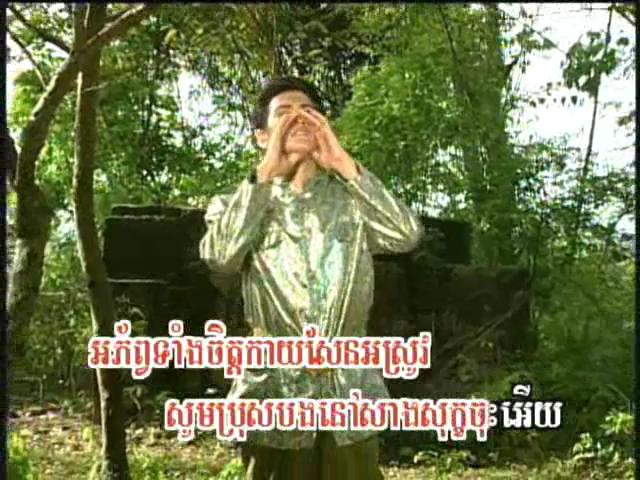 អភ័ព្វទាំងចិត្តកាយសែនអស្រូវ
សូមប្រុសបងនៅសាងសុក្ខចុះអើយ